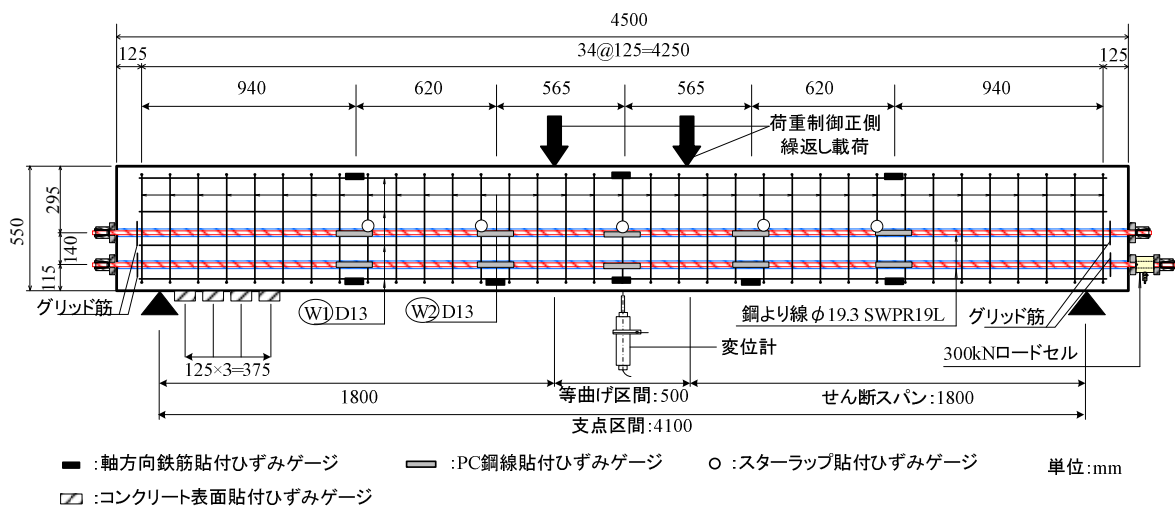 4500
125
34@125=4250
125
940
620
565
565
620
940
荷重制御正側
繰返し載荷
550
295
140
115
グリッド筋
W1 D13
W2 D13
鋼より線φ19.3 SWPR19L
グリッド筋
変位計
300kNロードセル
125×3=375
1800
等曲げ区間:500
せん断スパン:1800
支点区間:4100
:軸方向鉄筋貼付ひずみゲージ
:PC鋼線貼付ひずみゲージ
:スターラップ貼付ひずみゲージ
単位:mm
:コンクリート表面貼付ひずみゲージ